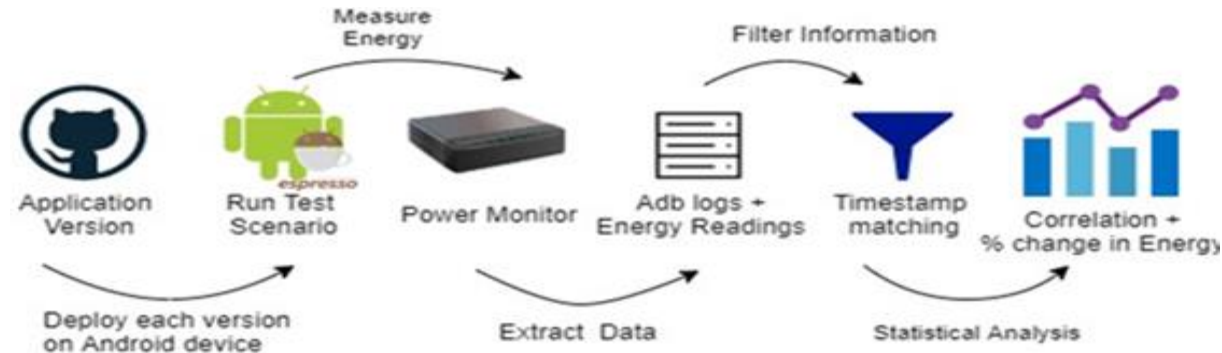 Measure
Energy
Filter Information
espresso
Application
Version
Run Test
Scenario
Power Monitor
Adb logs +
Energy Readings
Timestamp
matching
Correlation +
% change in Energy
Deploy each version
on Android device
Extract Data
Statistical Analysis